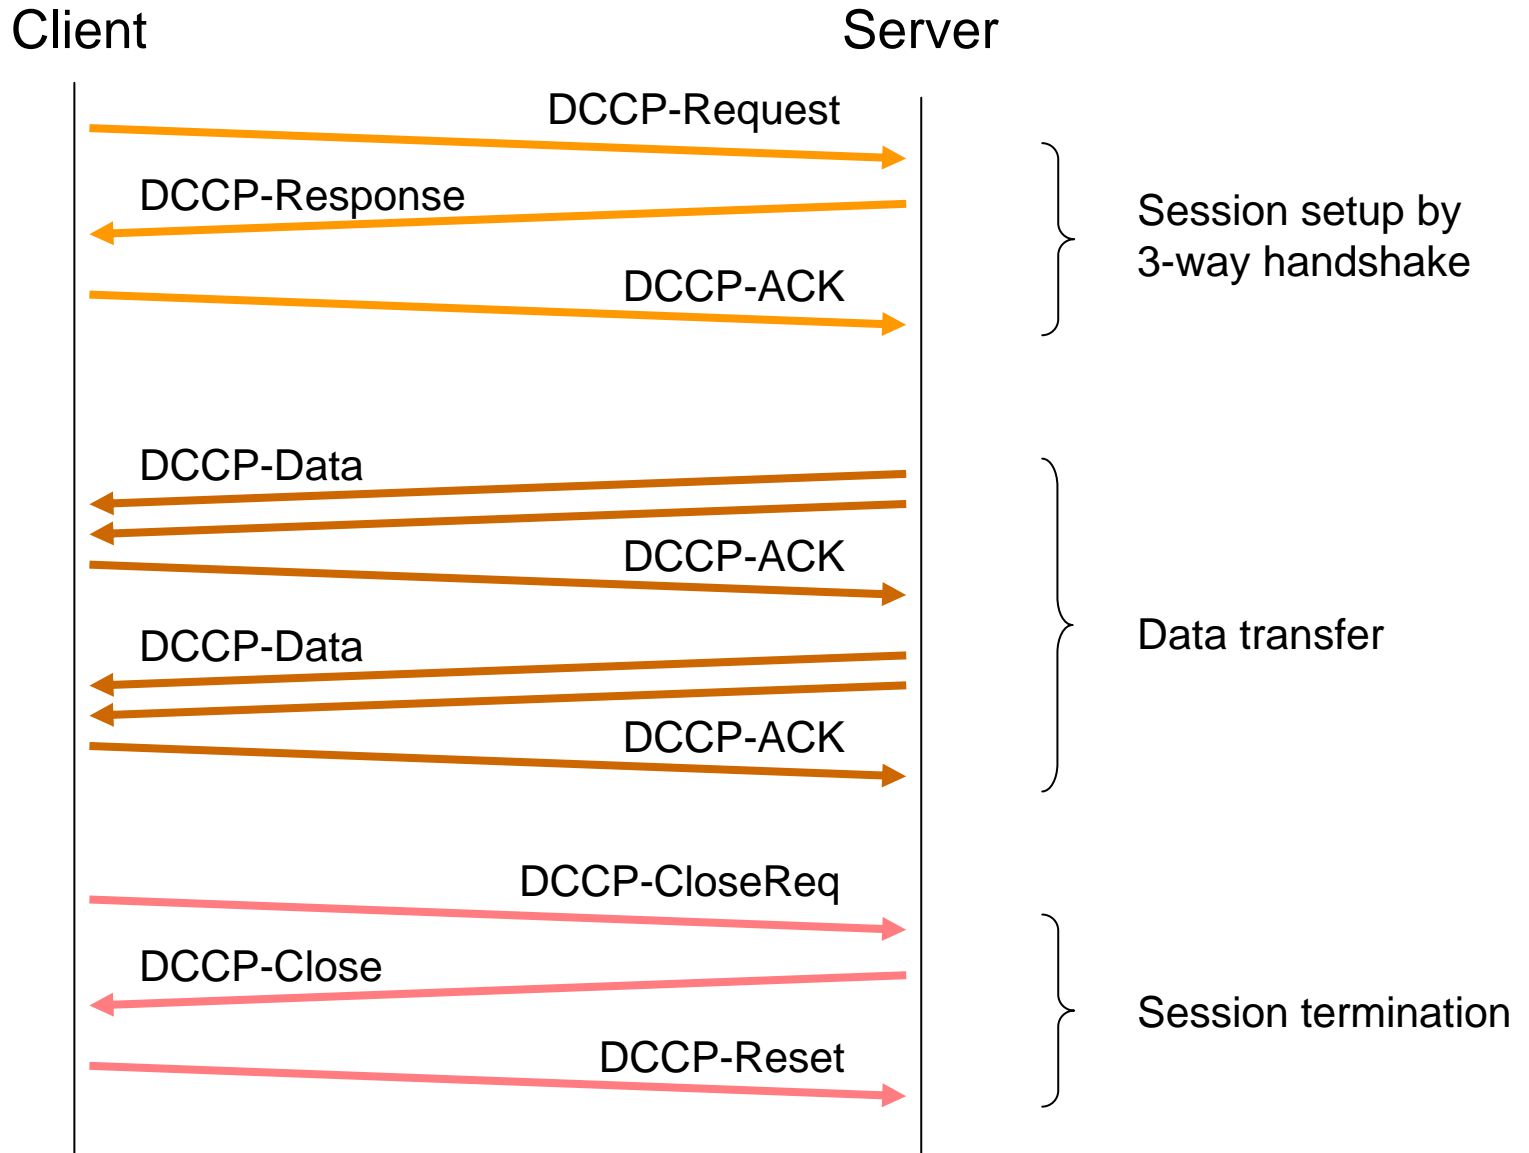 Client
Server
DCCP-Request
DCCP-Response
Session setup by
3-way handshake
DCCP-ACK
DCCP-Data
DCCP-ACK
Data transfer
DCCP-Data
DCCP-ACK
DCCP-CloseReq
DCCP-Close
Session termination
DCCP-Reset